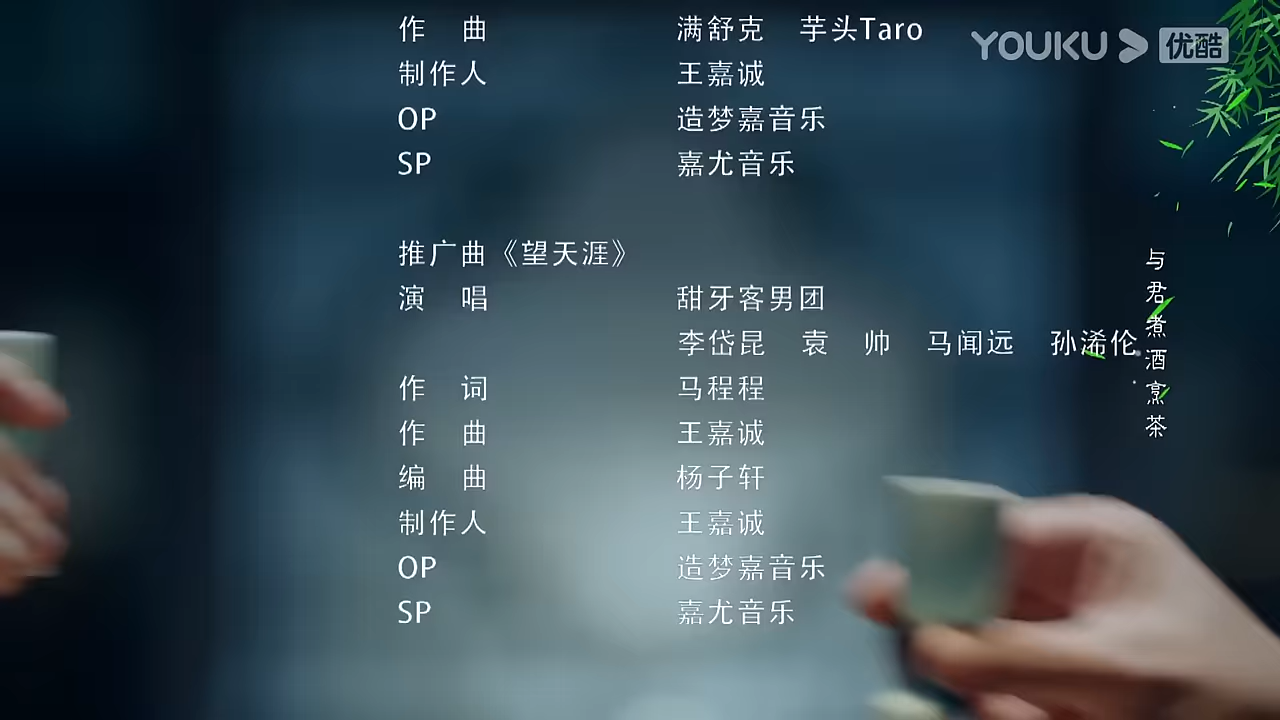 作 曲 满舒克 芋头Taro
制作人 王嘉诚
OP 造梦嘉音乐
SP 嘉尤音乐
推广曲《望天涯》
演 唱 甜牙客男团
李岱昆 袁 帅 马闻远 孙浠伦
作 词 马程程
作 曲 王嘉诚
编 曲 杨子轩
制作人 王嘉诚
OP 造梦嘉音乐
SP 嘉尤音乐
YOUKU 优酷
与君煮酒烹茶